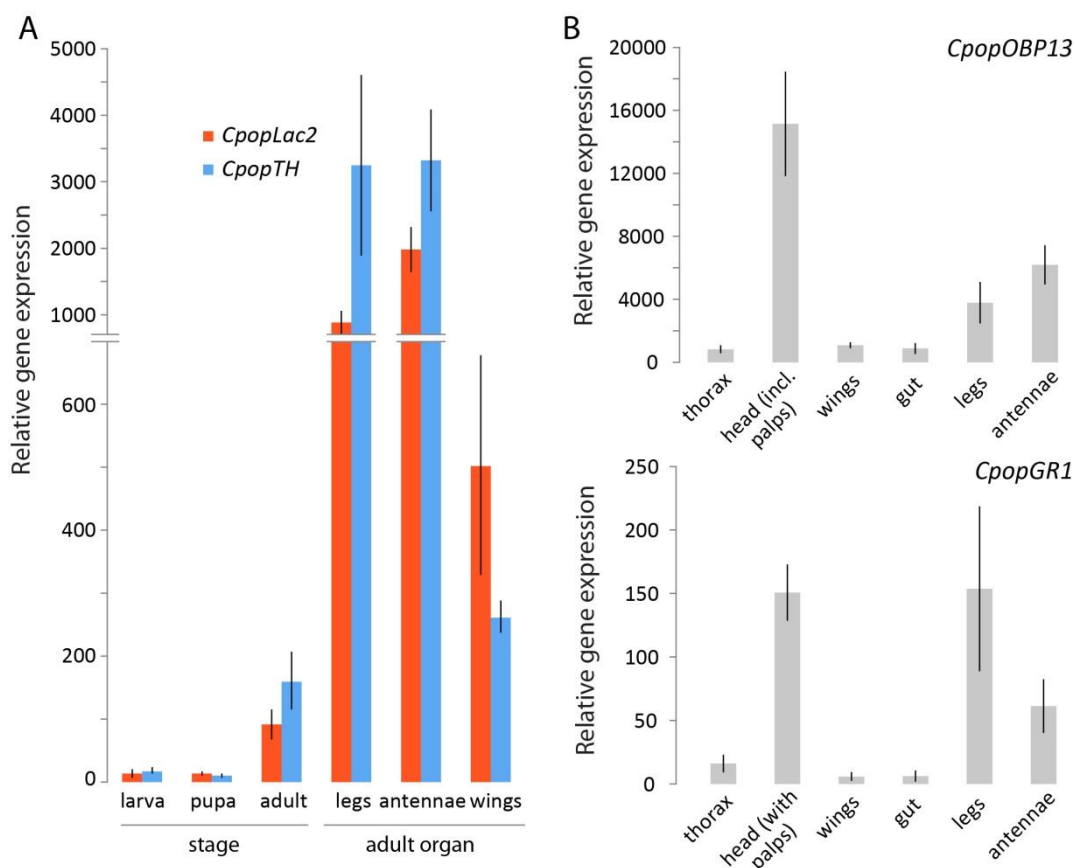 A
Relative gene expression
5000
4000
3000
2000
1000
600
400
200
0
CpopLac2
CpopTH
larva pupa adult legs antennae wings
stage adult organ
B
CpopOBP13
Relative gene expression
20000
16000
12000
8000
4000
0
thorax
head (incl.
palps)
wings
gut
legs
antennae
CpopGR1
Relative gene expression
250
200
150
100
50
0
thorax
head (with
palps)
wings
gut
legs
antennae